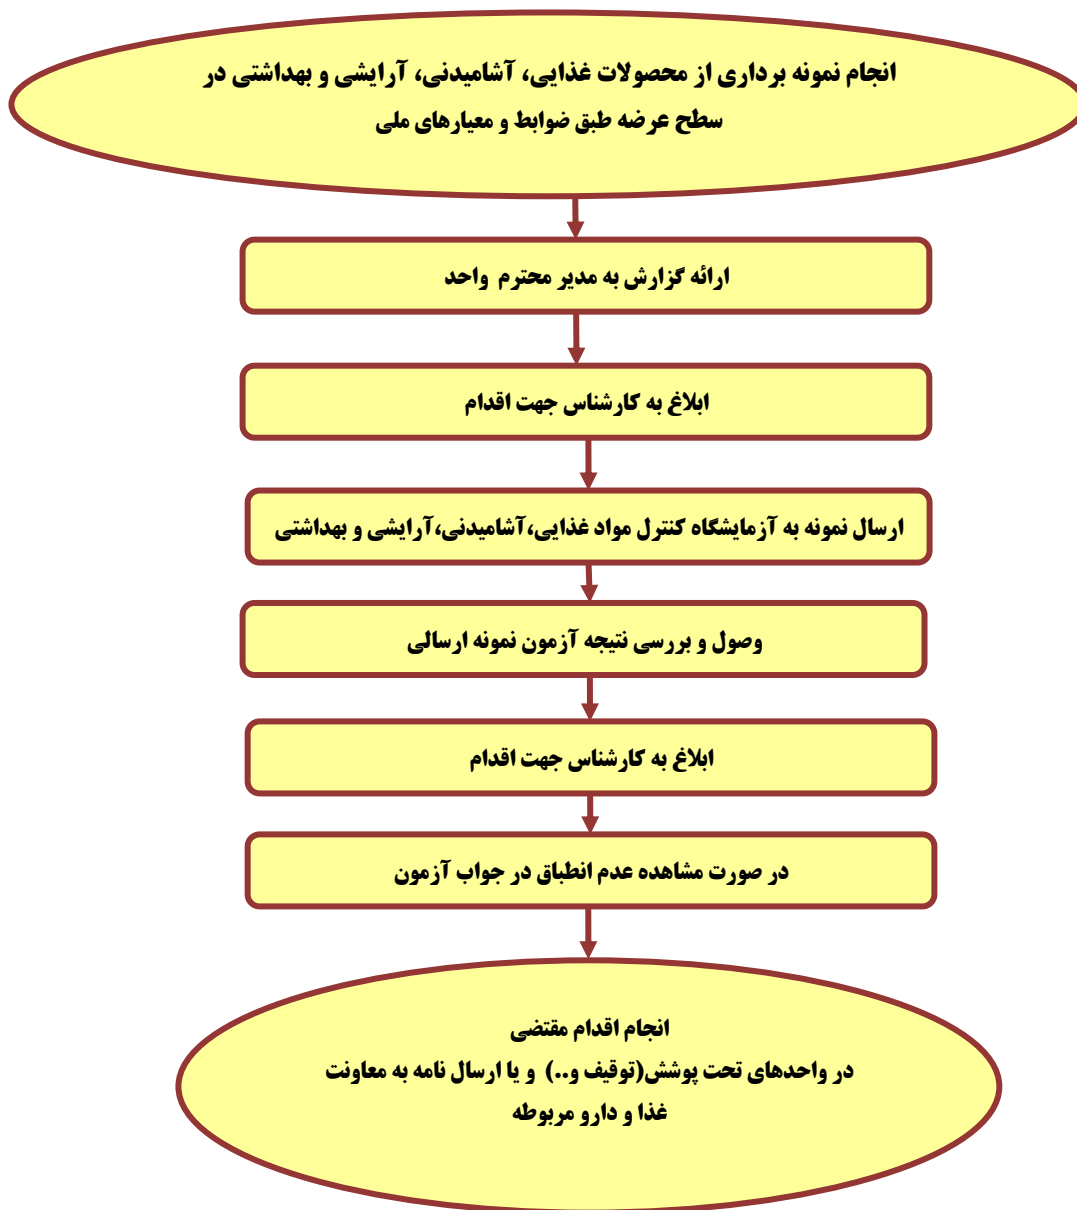 انجام نمونه برداری از محصولات غذایی، آشامیدنی، آرایشی و بهداشتی در
سطح عرضه طبق ضوابط و معیارهای ملی
ارائه گزارش به مدیر محترم واحد
ابلاغ به کارشناس جهت اقدام
ارسال نمونه به آزمایشگاه کنترل مواد غذایی،آشامیدنی،آرایشی و بهداشتی
وصول و بررسی نتیجه آزمون نمونه ارسالی
ابلاغ به کارشناس جهت اقدام
در صورت مشاهده عدم انطباق در جواب آزمون
انجام اقدام مقتضی
در واحدهای تحت پوشش(توقیف و..) و یا ارسال نامه به معاونت
غذا و دارو مربوطه